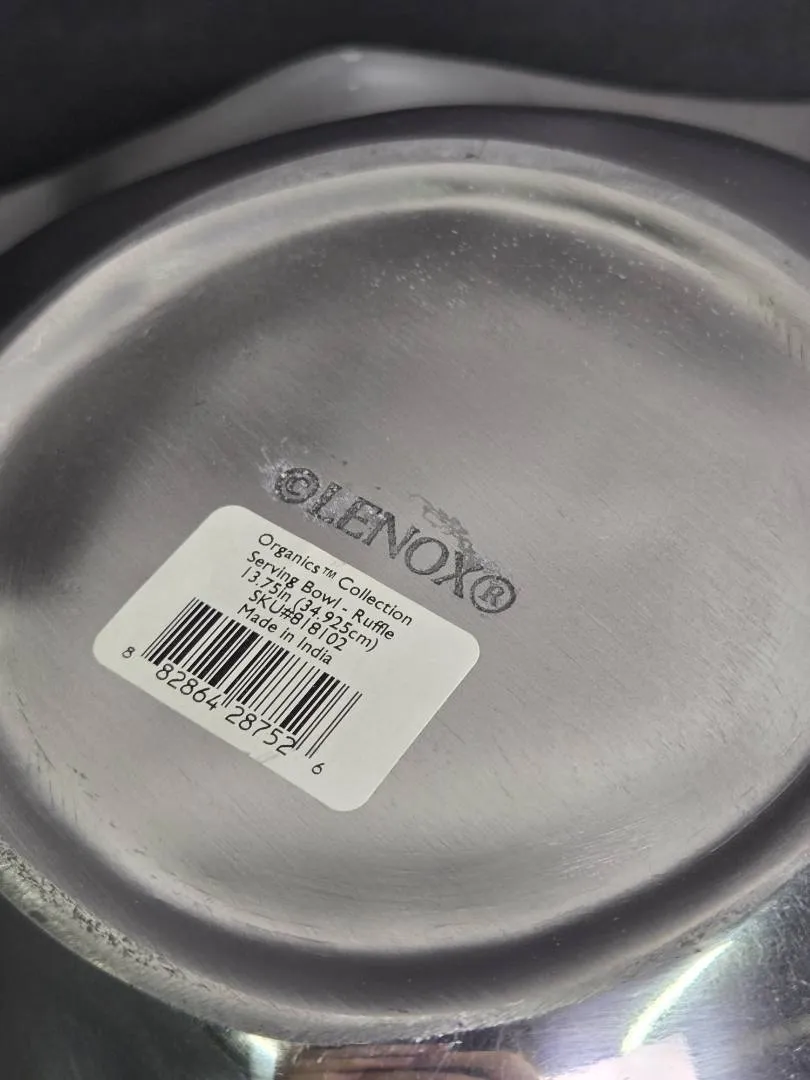 ©LENOX®
Organics™ Collection
Serving Bowl - Ruffle
13.75in (34.925cm)
SKU#818102
Made in India
8 82864 28752 6